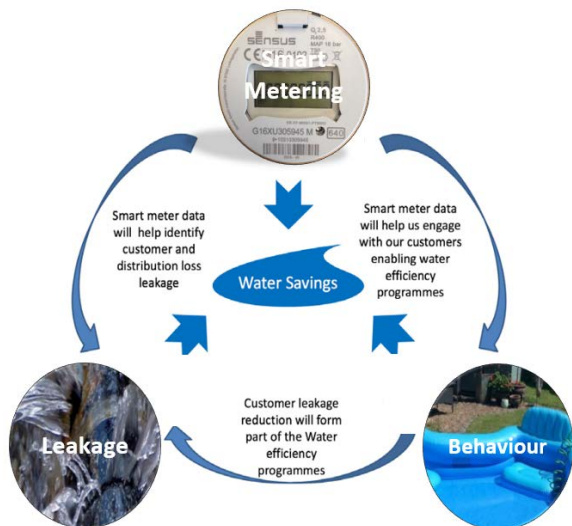 SENSUS
Smart
Metering
G16XU305945 M
640
Smart meter data
will help identify
customer and
distribution loss
leakage
Smart meter data
will help us engage
with our customers
enabling water
efficiency
programmes
Water Savings
Leakage
Customer leakage
reduction will form
part of the Water
efficiency
programmes
Behaviour